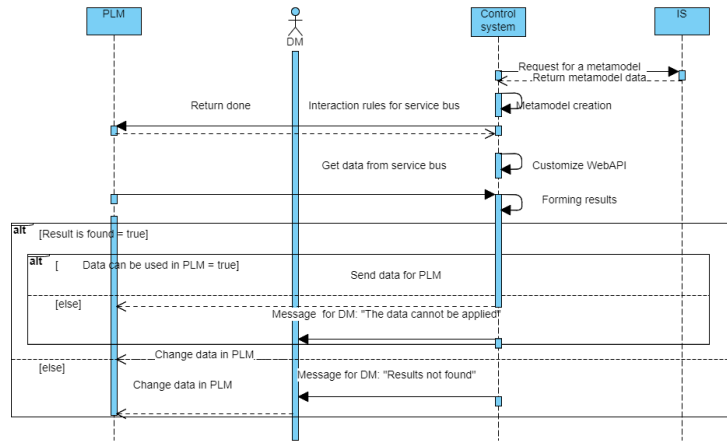 PLM
DM
Control
system
IS
Request for a metamodel
Return metamodel data
Return done
Interaction rules for service bus
Metamodel creation
Get data from service bus
Customize WebAPI
Forming results
alt
[Result is found = true]
alt
[ Data can be used in PLM = true]
Send data for PLM
[else]
Message for DM: "The data cannot be applied"
Change data in PLM
[else]
Message for DM: "Results not found"
Change data in PLM